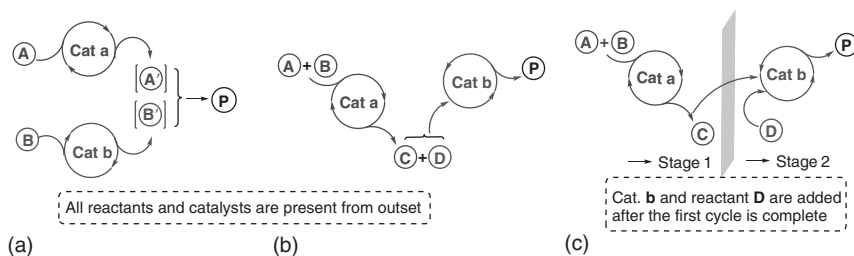 A
Cat a
A′
B′
P
B
Cat b
All reactants and catalysts are present from outset
(a)
A + B
Cat a
Cat b
P
C + D
(b)
A + B
Cat a
Cat b
P
C
D
Stage 1
Stage 2
Cat. b and reactant D are added
after the first cycle is complete
(c)